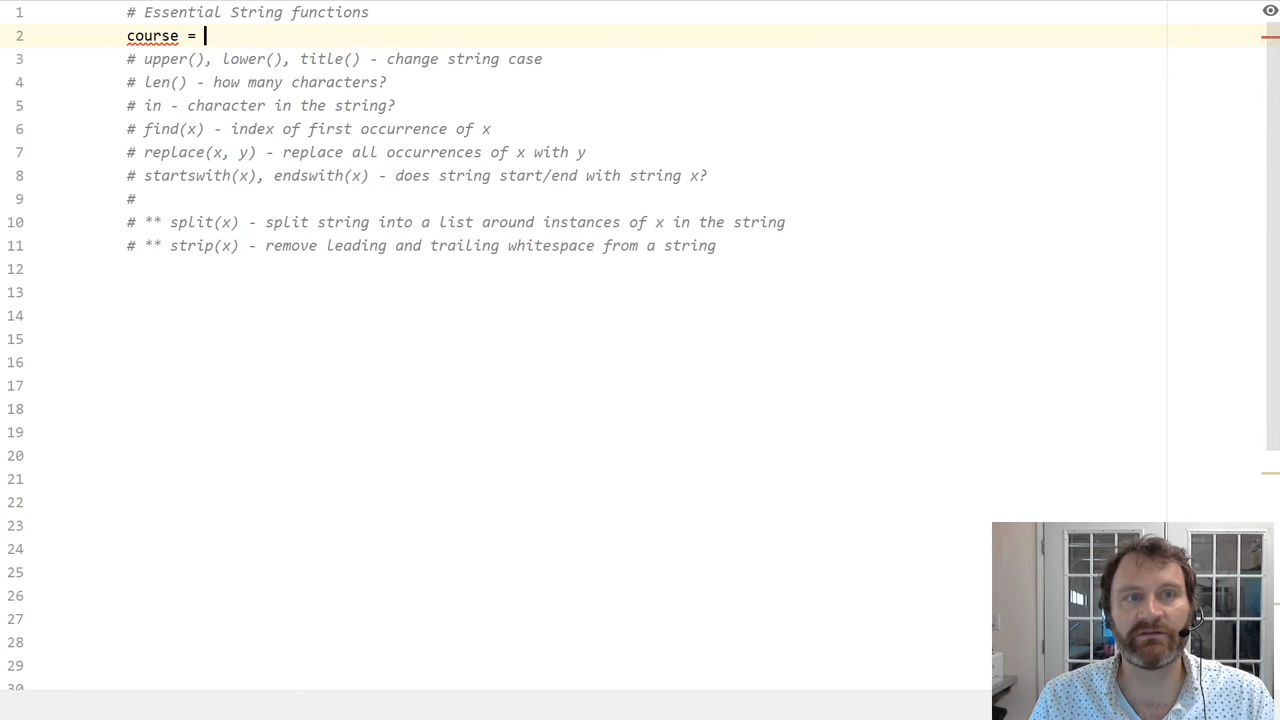 1 # Essential String functions
2 course =
3 # upper(), lower(), title() - change string case
4 # len() - how many characters?
5 # in - character in the string?
6 # find(x) - index of first occurrence of x
7 # replace(x, y) - replace all occurrences of x with y
8 # startswith(x), endswith(x) - does string start/end with string x?
9 #
10 # ** split(x) - split string into a list around instances of x in the string
11 # ** strip(x) - remove leading and trailing whitespace from a string
12
13
14
15
16
17
18
19
20
21
22
23
24
25
26
27
28
29
30